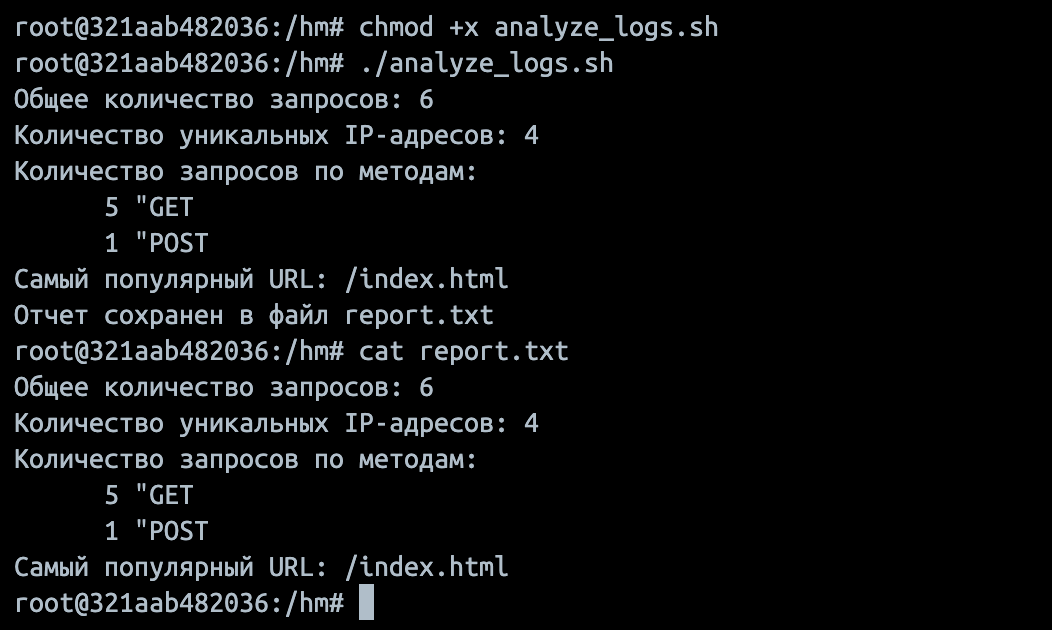 root@321aab482036:/hm# chmod +x analyze_logs.sh
root@321aab482036:/hm# ./analyze_logs.sh
Общее количество запросов: 6
Количество уникальных IP-адресов: 4
Количество запросов по методам:
      5 "GET
      1 "POST
Самый популярный URL: /index.html
Отчет сохранен в файл report.txt
root@321aab482036:/hm# cat report.txt
Общее количество запросов: 6
Количество уникальных IP-адресов: 4
Количество запросов по методам:
      5 "GET
      1 "POST
Самый популярный URL: /index.html
root@321aab482036:/hm#